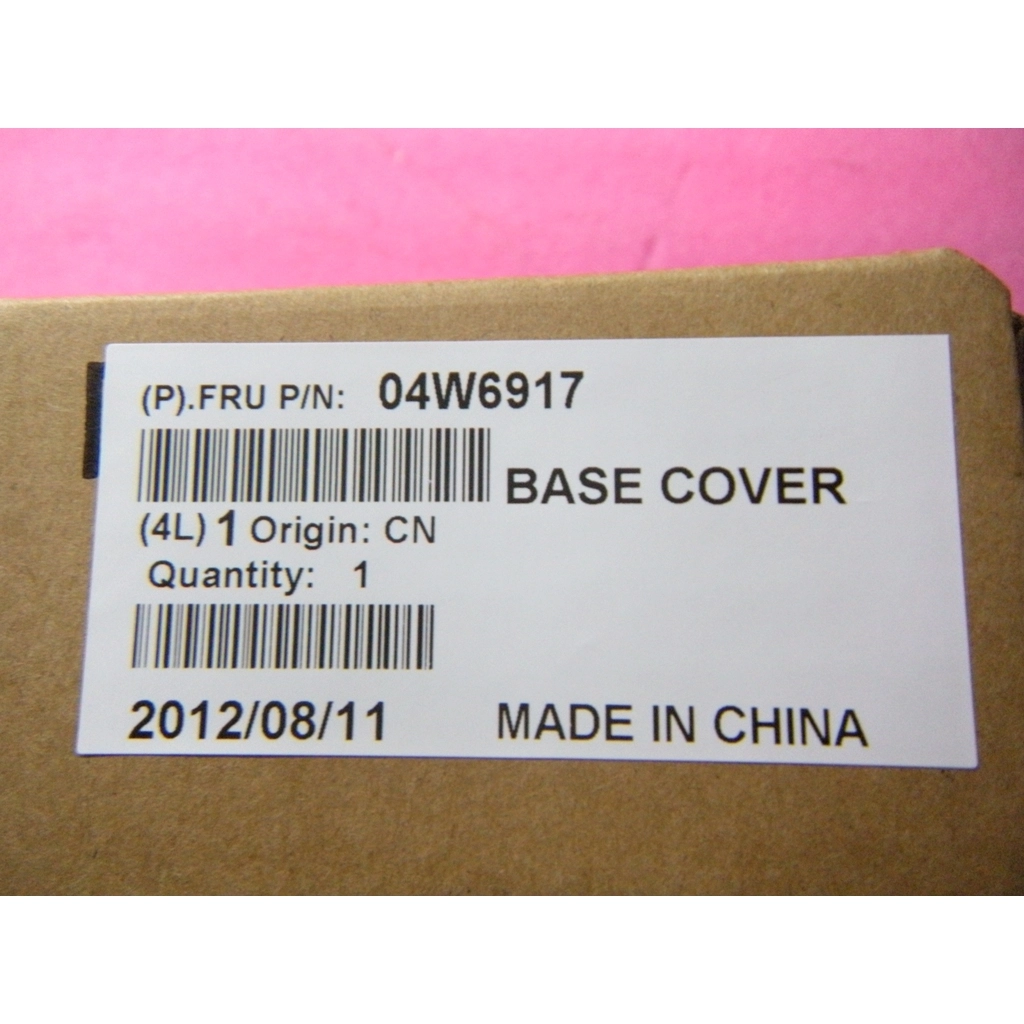 (P).FRU P/N: 04W6917
BASE COVER
(4L) 1 Origin: CN
Quantity: 1
2012/08/11 MADE IN CHINA